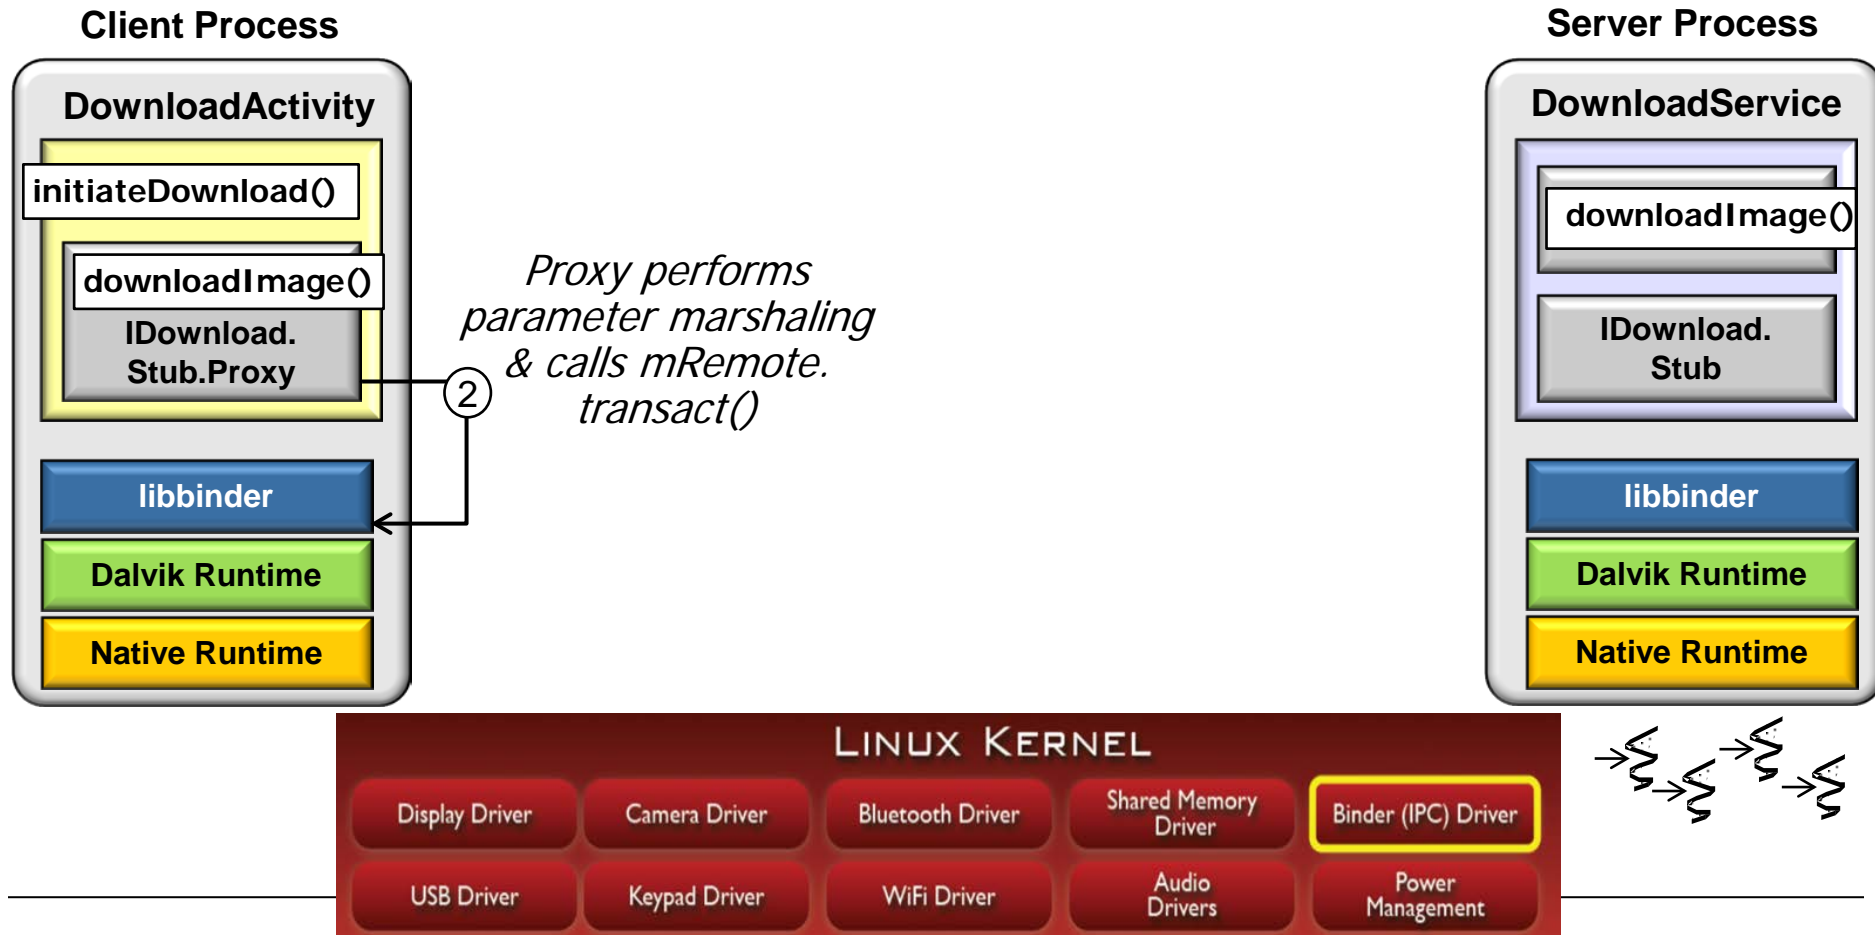 Client Process
DownloadActivity
initiateDownload()
downloadImage()
IDownload.
Stub.Proxy
libbinder
Dalvik Runtime
Native Runtime
2
Proxy performs
parameter marshaling
& calls mRemote.
transact()
Server Process
DownloadService
downloadImage()
IDownload.
Stub
libbinder
Dalvik Runtime
Native Runtime
LINUX KERNEL
Display Driver
Camera Driver
Bluetooth Driver
Shared Memory
Driver
Binder (IPC) Driver
USB Driver
Keypad Driver
WiFi Driver
Audio
Drivers
Power
Management